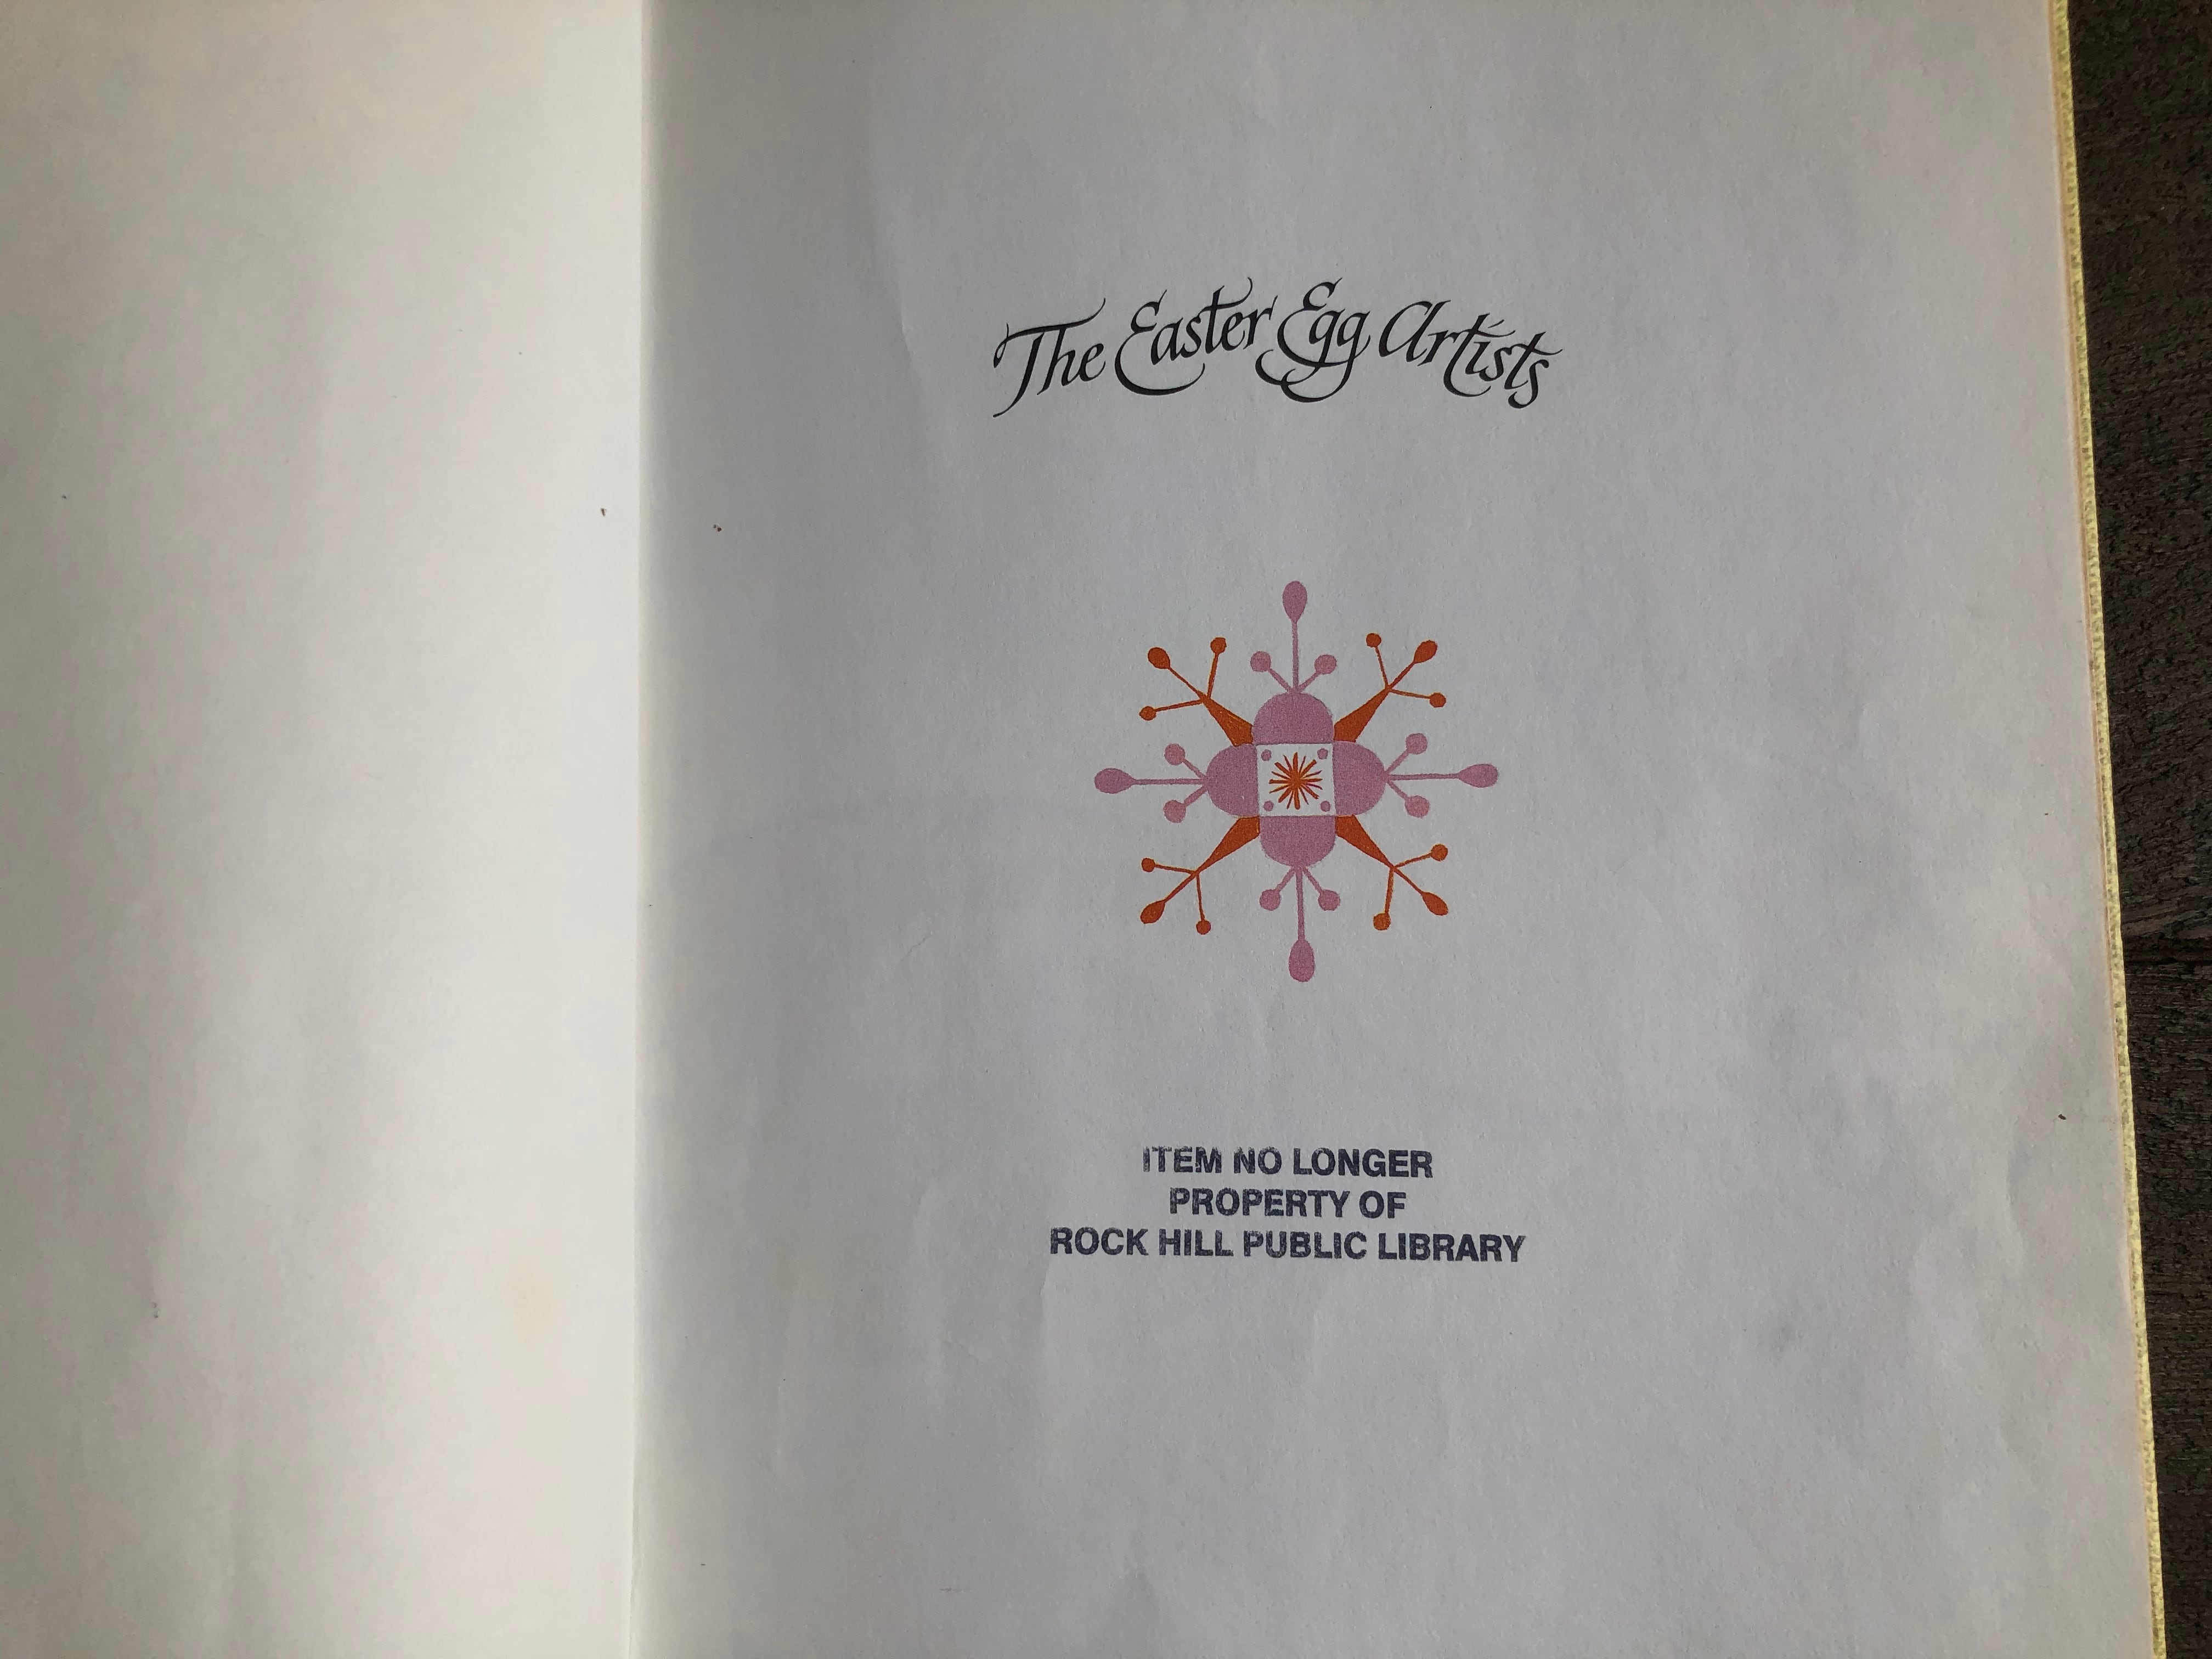 The Easter Egg Artists
ITEM NO LONGER
PROPERTY OF
ROCK HILL PUBLIC LIBRARY